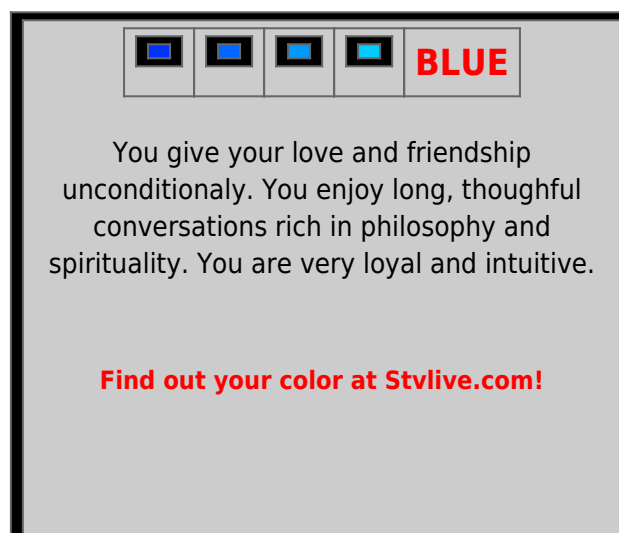 BLUE
You give your love and friendship
unconditionaly. You enjoy long, thoughful
conversations rich in philosophy and
spirituality. You are very loyal and intuitive.
Find out your color at Stvlive.com!